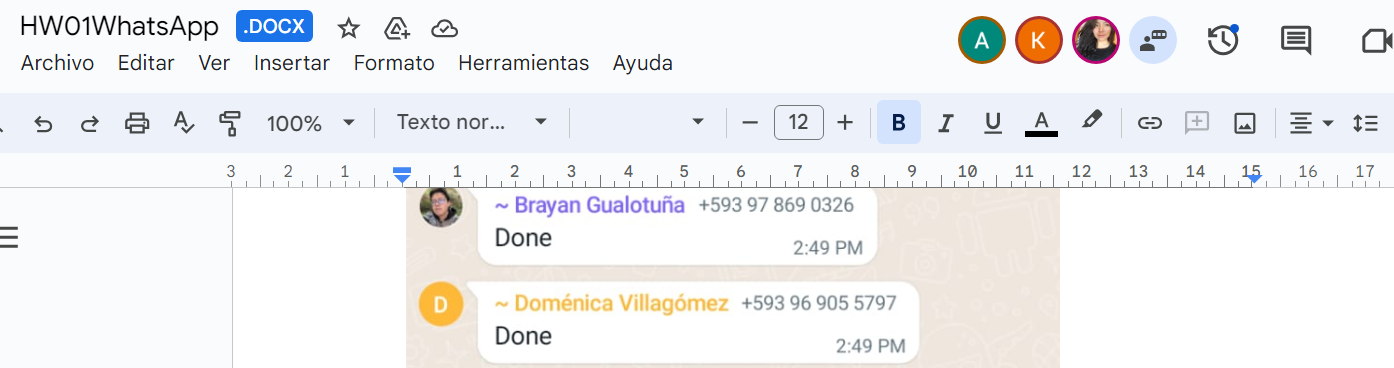 HW01WhatsApp .DOCX
A K
Archivo Editar Ver Insertar Formato Herramientas Ayuda
100% Texto nor... 12 B I U A
3 2 1 1 2 3 4 5 6 7 8 9 10 11 12 13 14 15 16 17
~ Brayan Gualotuña +593 97 869 0326
Done
2:49 PM
D ~ Doménica Villagómez +593 96 905 5797
Done
2:49 PM